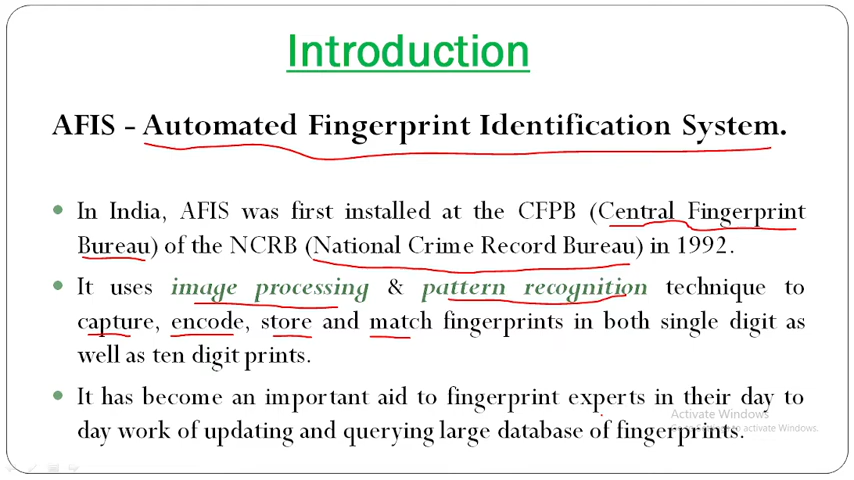 Introduction
AFIS - Automated Fingerprint Identification System.
In India, AFIS was first installed at the CFPB (Central Fingerprint
Bureau) of the NCRB (National Crime Record Bureau) in 1992.
It uses image processing & pattern recognition technique to
capture, encode, store and match fingerprints in both single digit as
well as ten digit prints.
It has become an important aid to fingerprint experts in their day to
day work of updating and querying large database of fingerprints.
Activate Windows
to activate Windows.